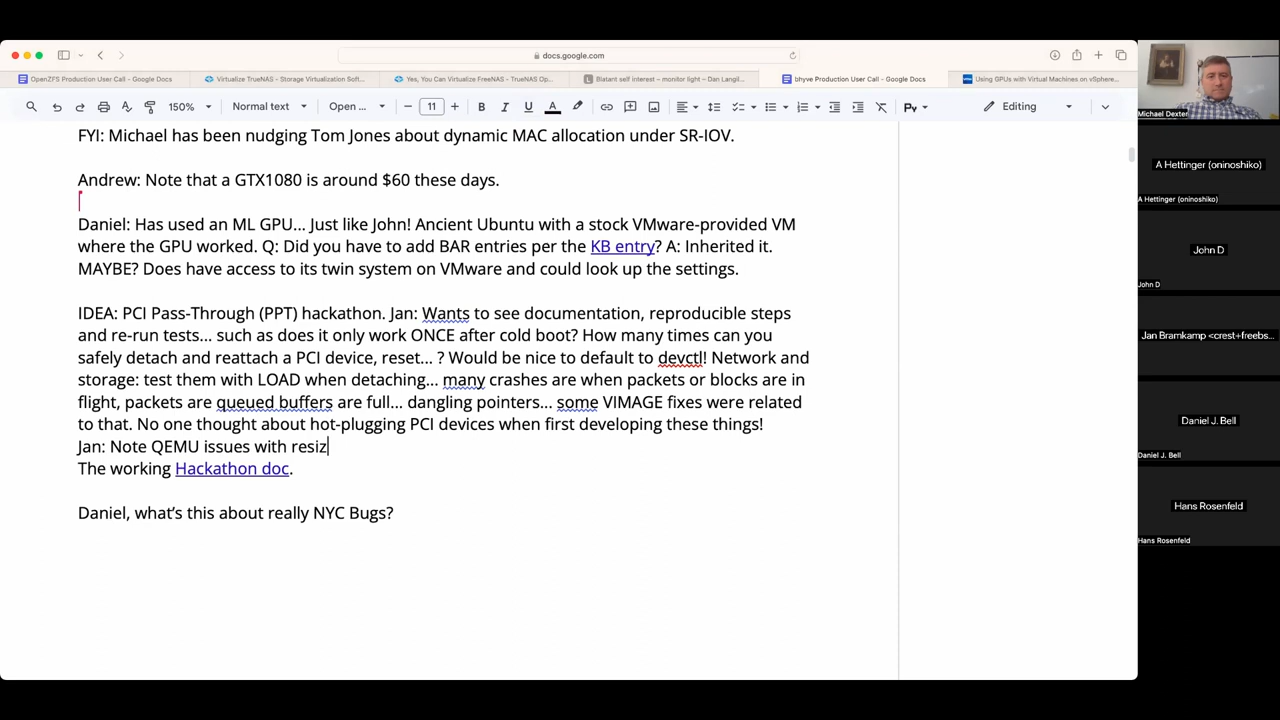 docs.google.com
OpenZFS Production User Call - Google Docs
Virtualize TrueNAS - Storage Virtualization Soft...
Yes, You Can Virtualize FreeNAS - TrueNAS Op...
Blatant self interest – monitor light – Dan Langil...
bhyve Production User Call - Google Docs
Using GPUs with Virtual Machines on vSphere...
150%
Normal text
Open ...
11
Editing
FYI: Michael has been nudging Tom Jones about dynamic MAC allocation under SR-IOV.
Andrew: Note that a GTX1080 is around $60 these days.
Daniel: Has used an ML GPU… Just like John! Ancient Ubuntu with a stock VMware-provided VM
where the GPU worked. Q: Did you have to add BAR entries per the KB entry? A: Inherited it.
MAYBE? Does have access to its twin system on VMware and could look up the settings.
IDEA: PCI Pass-Through (PPT) hackathon. Jan: Wants to see documentation, reproducible steps
and re-run tests… such as does it only work ONCE after cold boot? How many times can you
safely detach and reattach a PCI device, reset… ? Would be nice to default to devctl! Network and
storage: test them with LOAD when detaching… many crashes are when packets or blocks are in
flight, packets are queued buffers are full… dangling pointers… some VIMAGE fixes were related
to that. No one thought about hot-plugging PCI devices when first developing these things!
Jan: Note QEMU issues with resiz
The working Hackathon doc.
Daniel, what's this about really NYC Bugs?
Michael Dexter
A Hettinger (oninoshiko)
A Hettinger (oninoshiko)
John D
John D
Jan Bramkamp <crest+freebs...
Daniel J. Bell
Daniel J. Bell
Hans Rosenfeld
Hans Rosenfeld